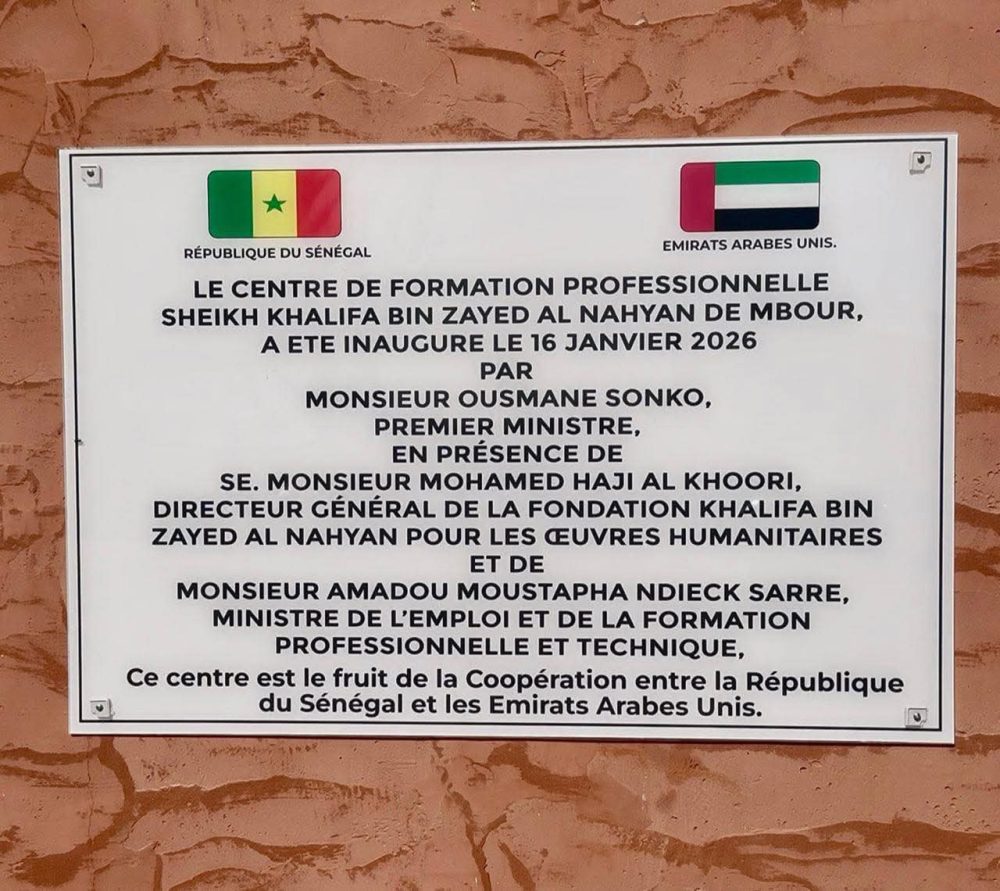 RÉPUBLIQUE DU SÉNÉGAL
EMIRATS ARABES UNIS.
LE CENTRE DE FORMATION PROFESSIONNELLE
SHEIKH KHALIFA BIN ZAYED AL NAHYAN DE MBOUR,
A ETE INAUGURE LE 16 JANVIER 2026
PAR
MONSIEUR OUSMANE SONKO,
PREMIER MINISTRE,
EN PRÉSENCE DE
SE. MONSIEUR MOHAMED HAJI AL KHOORI,
DIRECTEUR GÉNÉRAL DE LA FONDATION KHALIFA BIN
ZAYED AL NAHYAN POUR LES ŒUVRES HUMANITAIRES
ET DE
MONSIEUR AMADOU MOUSTAPHA NDIECK SARRE,
MINISTRE DE L'EMPLOI ET DE LA FORMATION
PROFESSIONNELLE ET TECHNIQUE,
Ce centre est le fruit de la Coopération entre la République
du Sénégal et les Emirats Arabes Unis.